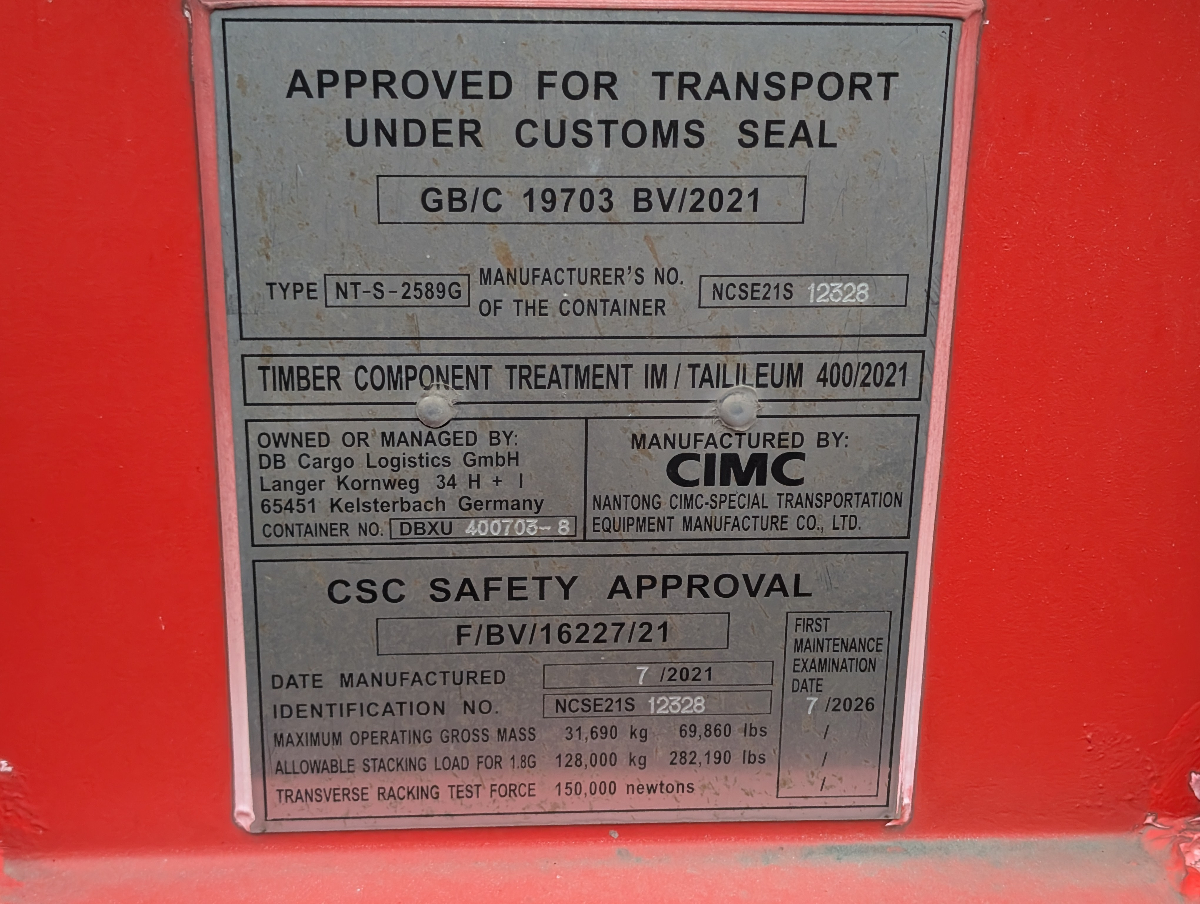 APPROVED FOR TRANSPORT
UNDER CUSTOMS SEAL
GB/C 19703 BV/2021
TYPE NT-S-2589G MANUFACTURER'S NO. OF THE CONTAINER NCSE21S 12328
TIMBER COMPONENT TREATMENT IM / TAILILEUM 400/2021
OWNED OR MANAGED BY:
DB Cargo Logistics GmbH
Langer Kornweg 34 H + I
65451 Kelsterbach Germany
CONTAINER NO. DBXU 400703-8
MANUFACTURED BY:
CIMC
NANTONG CIMC-SPECIAL TRANSPORTATION
EQUIPMENT MANUFACTURE CO., LTD.
CSC SAFETY APPROVAL
F/BV/16227/21
DATE MANUFACTURED 7 /2021
IDENTIFICATION NO. NCSE21S 12328
MAXIMUM OPERATING GROSS MASS 31,690 kg 69,860 lbs
ALLOWABLE STACKING LOAD FOR 1.8G 128,000 kg 282,190 lbs
TRANSVERSE RACKING TEST FORCE 150,000 newtons
FIRST
MAINTENANCE
EXAMINATION
DATE
7 /2026
/
/
/